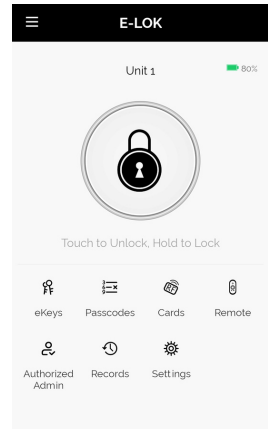 E-LOK
Unit 1
80%
Touch to Unlock, Hold to Lock
eKeys Passcodes Cards Remote
Authorized Admin Records Settings